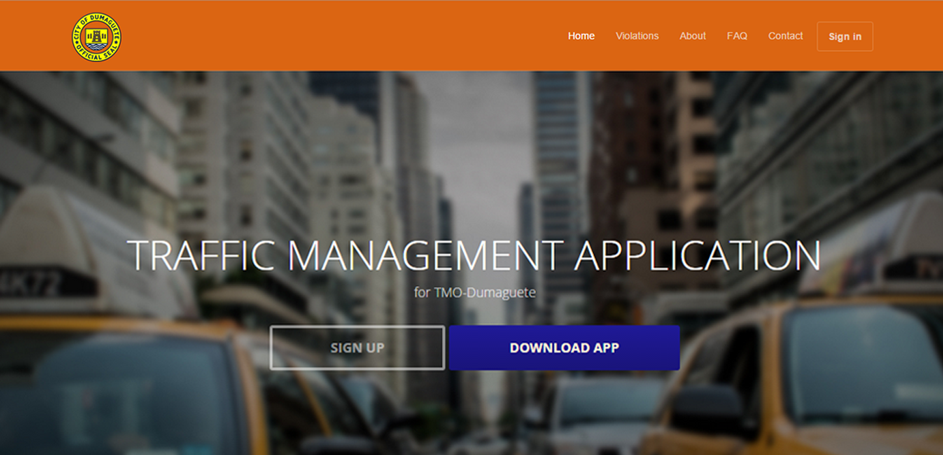 CITY OF DUMAGUETE
OFFICIAL SEAL
Home
Violations
About
FAQ
Contact
Sign in
4K72
TRAFFIC MANAGEMENT APPLICATION
for TMO-Dumaguete
SIGN UP
DOWNLOAD APP